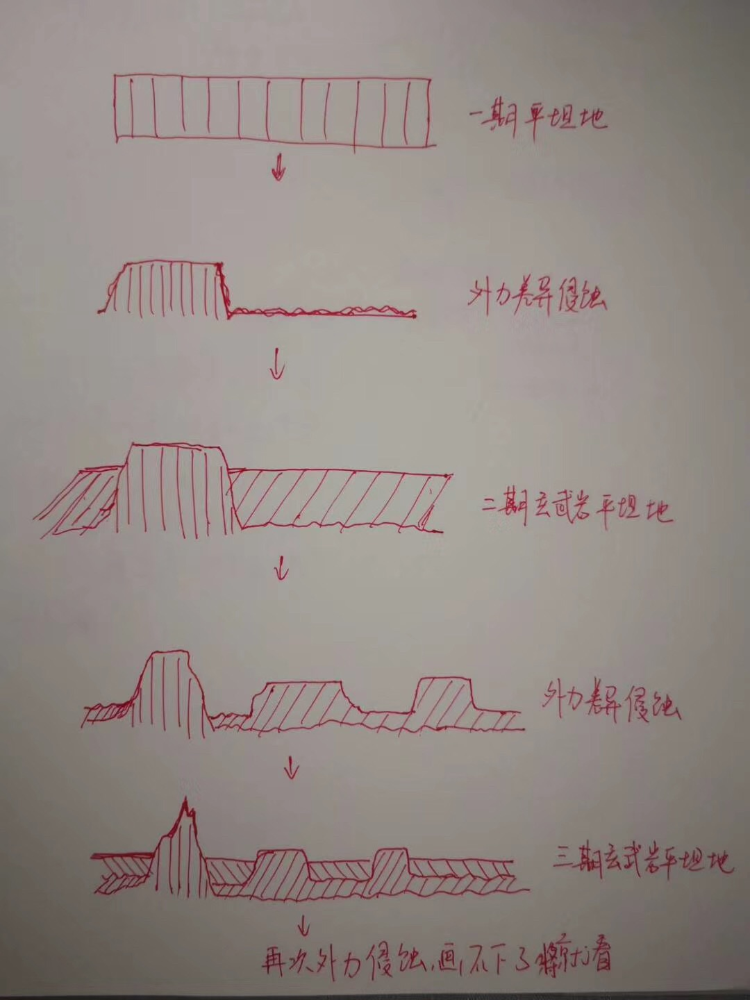 一期平坦地
外力差异侵蚀
二期玄武岩平坦地
外力差异侵蚀
三期玄武岩平坦地
再次外力侵蚀,画不下了将就看